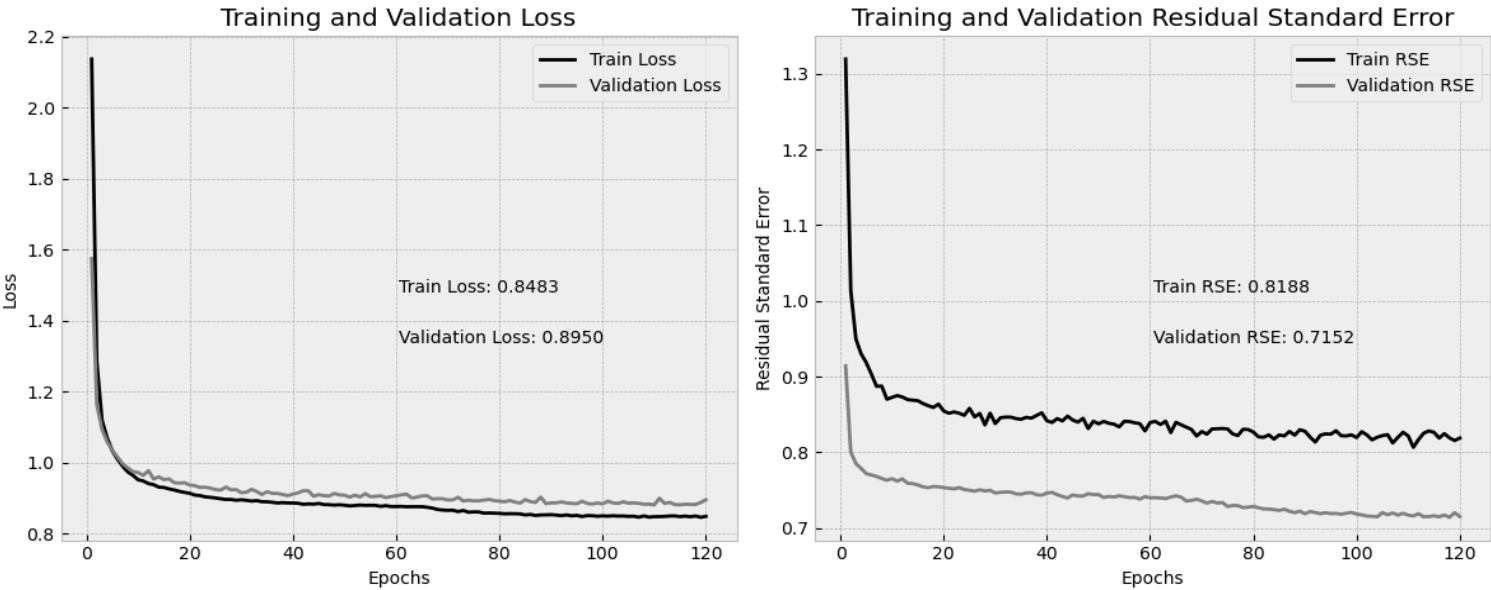 Training and Validation Loss
2.2
2.0
1.8
1.6
1.4
1.2
1.0
0.8
Loss
Train Loss
Validation Loss
Train Loss: 0.8483
Validation Loss: 0.8950
0 20 40 60 80 100 120
Epochs
Training and Validation Residual Standard Error
1.3
1.2
1.1
1.0
0.9
0.8
0.7
Residual Standard Error
Train RSE
Validation RSE
Train RSE: 0.8188
Validation RSE: 0.7152
0 20 40 60 80 100 120
Epochs